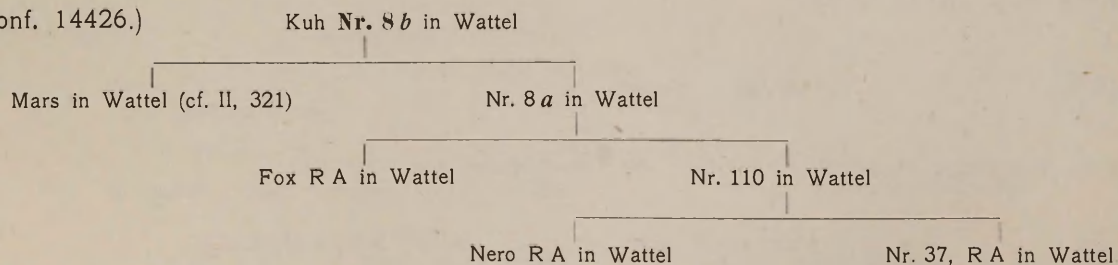 onf. 14426.) Kuh Nr. 8 b in Wattel
Mars in Wattel (cf. II, 321) Nr. 8 a in Wattel
Fox R A in Wattel Nr. 110 in Wattel
Nero R A in Wattel Nr. 37, R A in Wattel